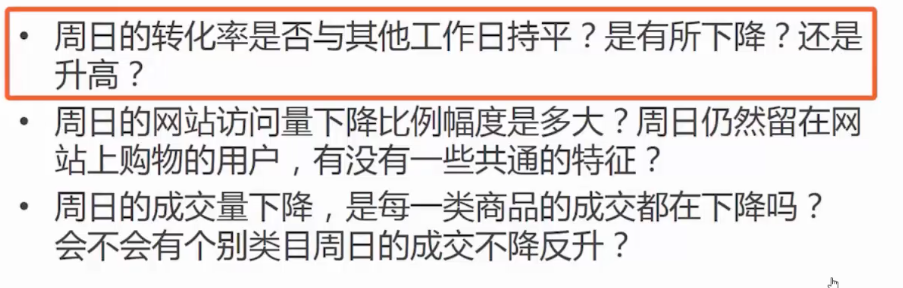 • 周日的转化率是否与其他工作日持平？是有所下降？还是
升高？
• 周日的网站访问量下降比例幅度是多大？周日仍然留在网
站上购物的用户，有没有一些共通的特征？
• 周日的成交量下降，是每一类商品的成交都在下降吗？
会不会有个别类目周日的成交不降反升？